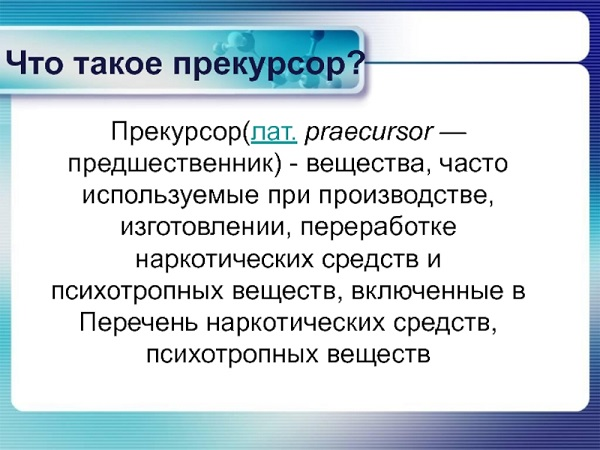 Что такое прекурсор?
Прекурсор(лат. praecursor —
предшественник) - вещества, часто
используемые при производстве,
изготовлении, переработке
наркотических средств и
психотропных веществ, включенные в
Перечень наркотических средств,
психотропных веществ